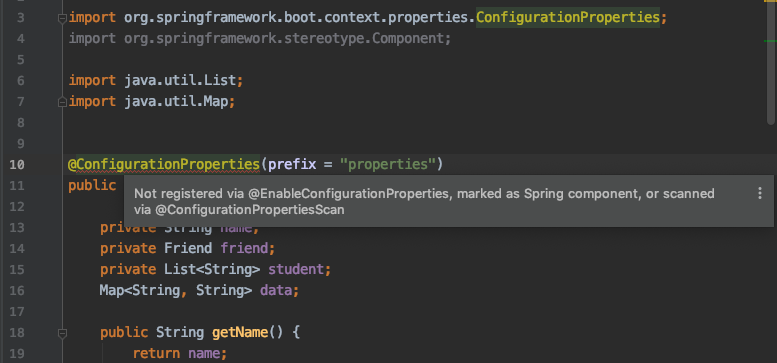 3 import org.springframework.boot.context.properties.ConfigurationProperties;
4 import org.springframework.stereotype.Component;
5
6 import java.util.List;
7 import java.util.Map;
8
9
10 @ConfigurationProperties(prefix = "properties")
11 public
Not registered via @EnableConfigurationProperties, marked as Spring component, or scanned
12 via @ConfigurationPropertiesScan
13 private String name;
14 private Friend friend;
15 private List<String> student;
16 Map<String, String> data;
17
18 public String getName() {
19 return name;